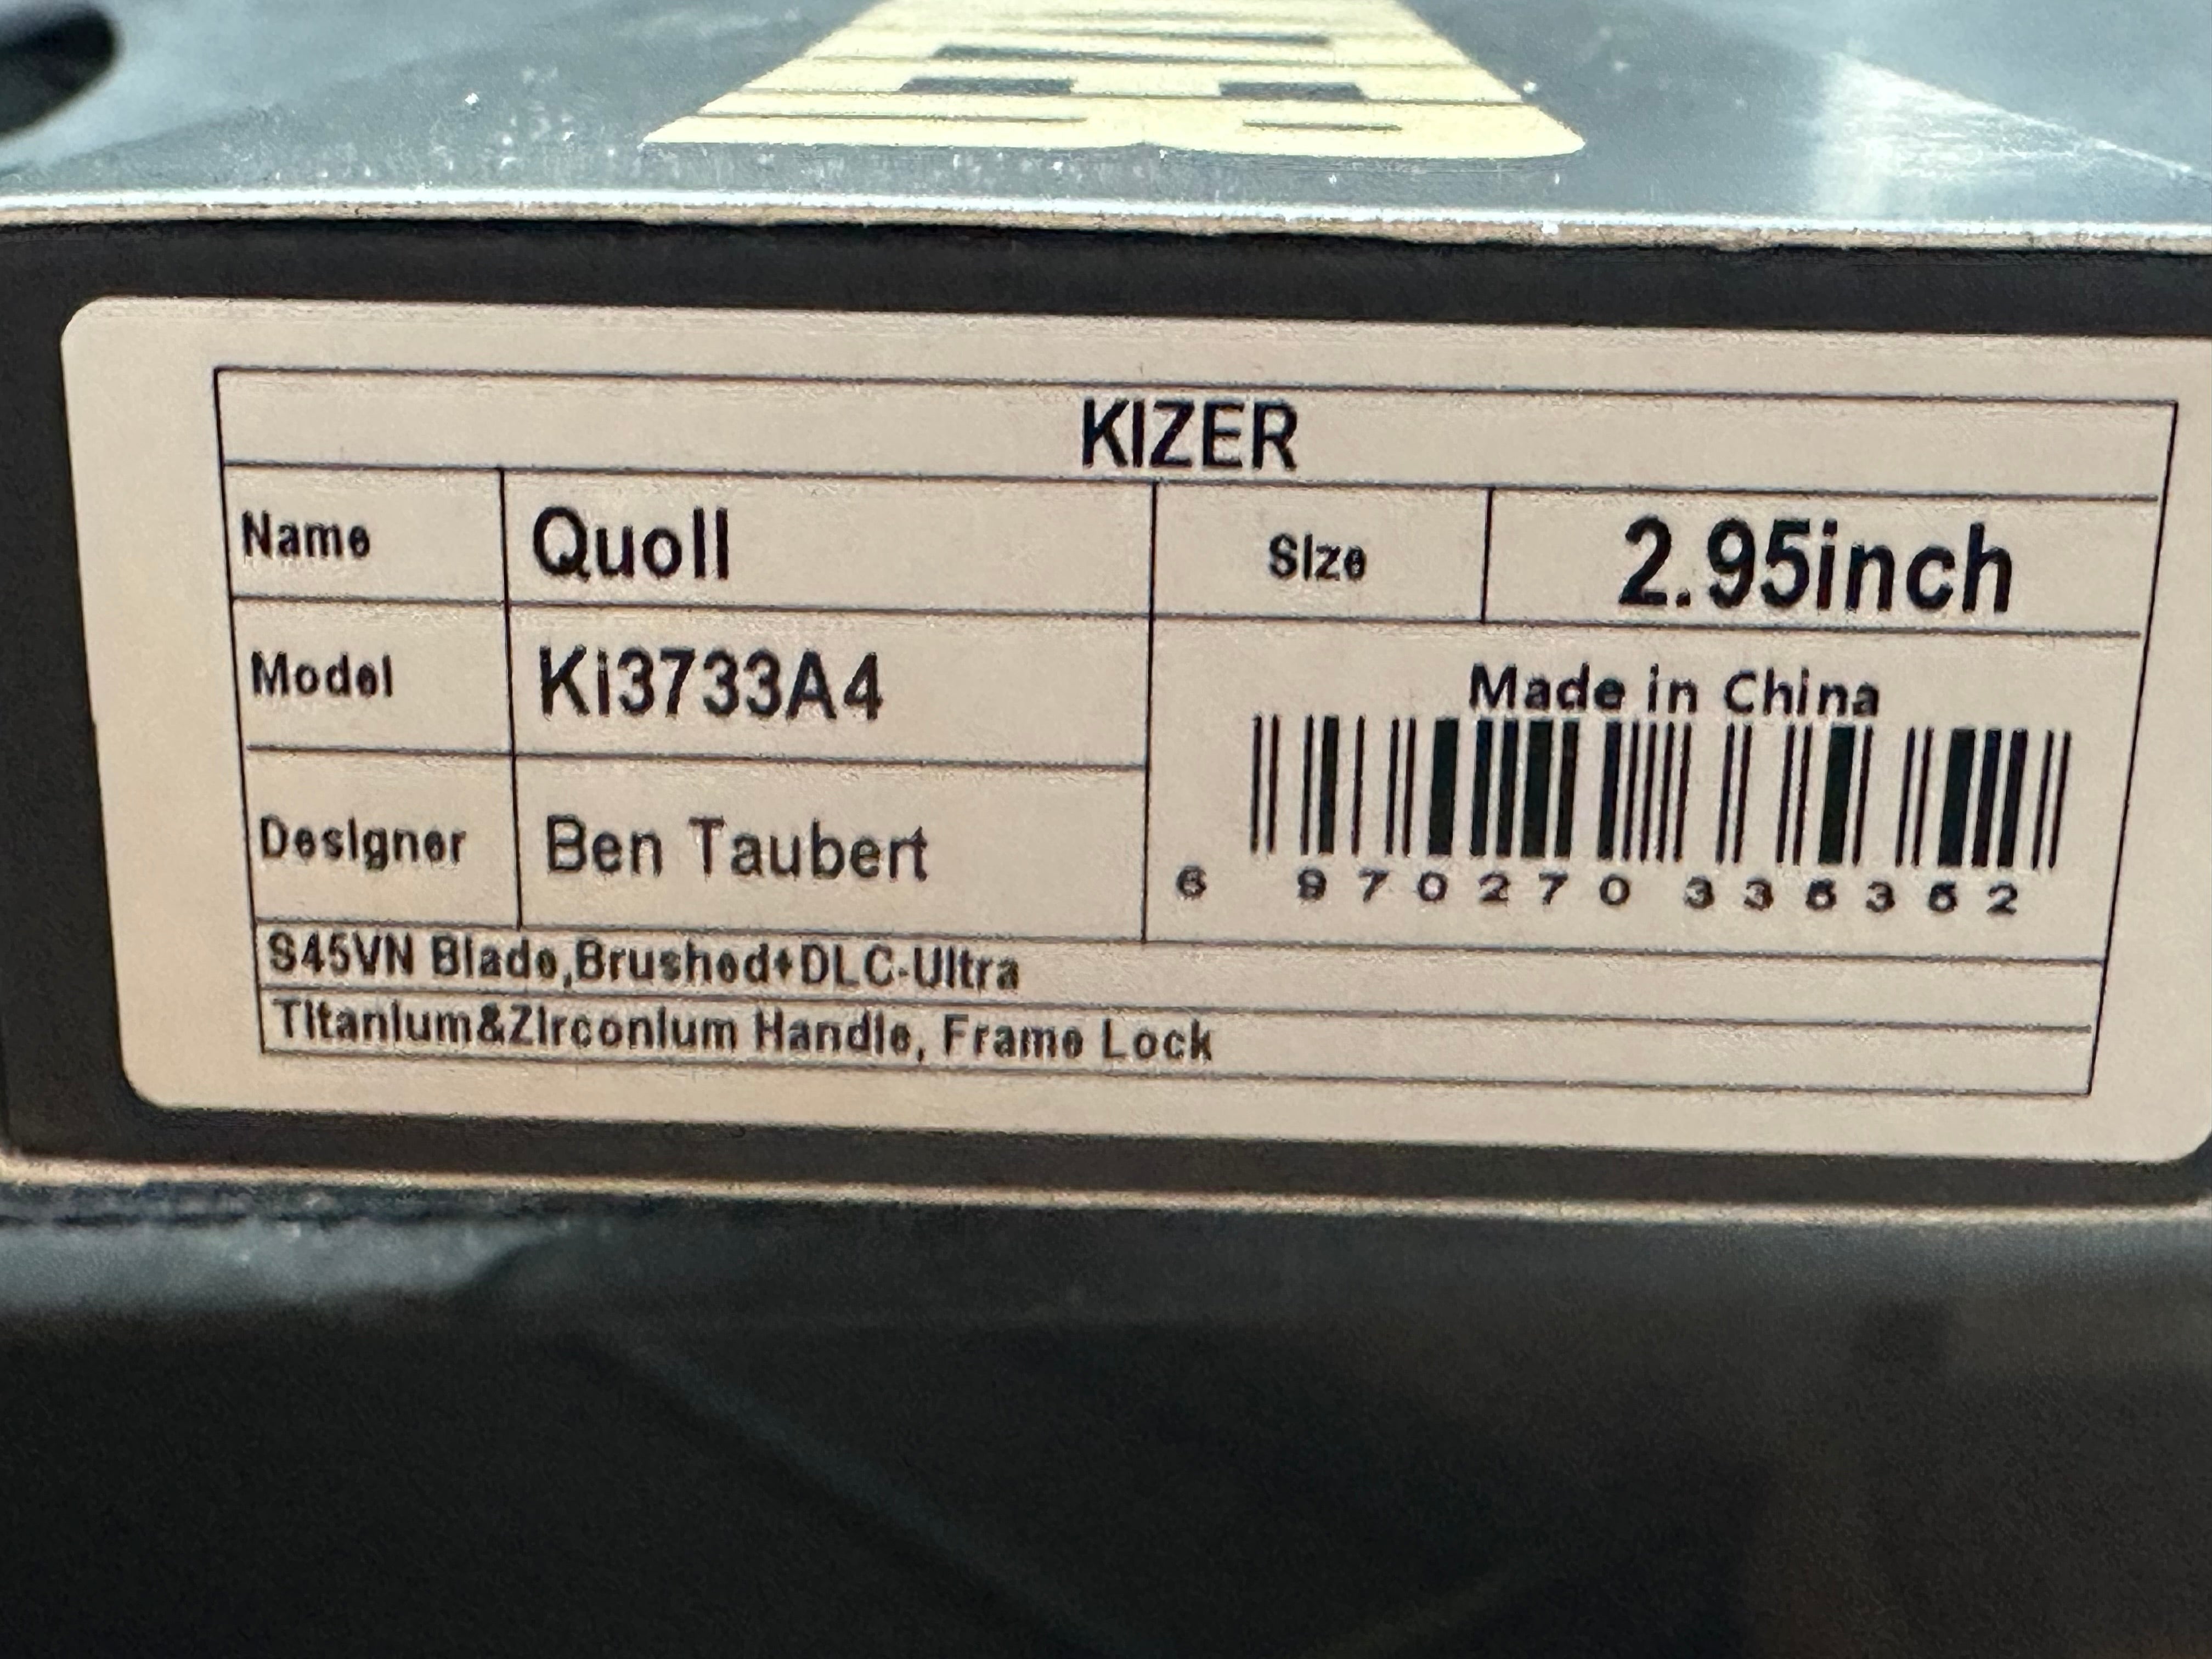 KIZER
Name Quoll Size 2.95inch
Model Ki3733A4
Made in China
Designer Ben Taubert
6 970270 335352
S45VN Blade,Brushed+DLC-Ultra
Titanium&Zirconium Handle, Frame Lock